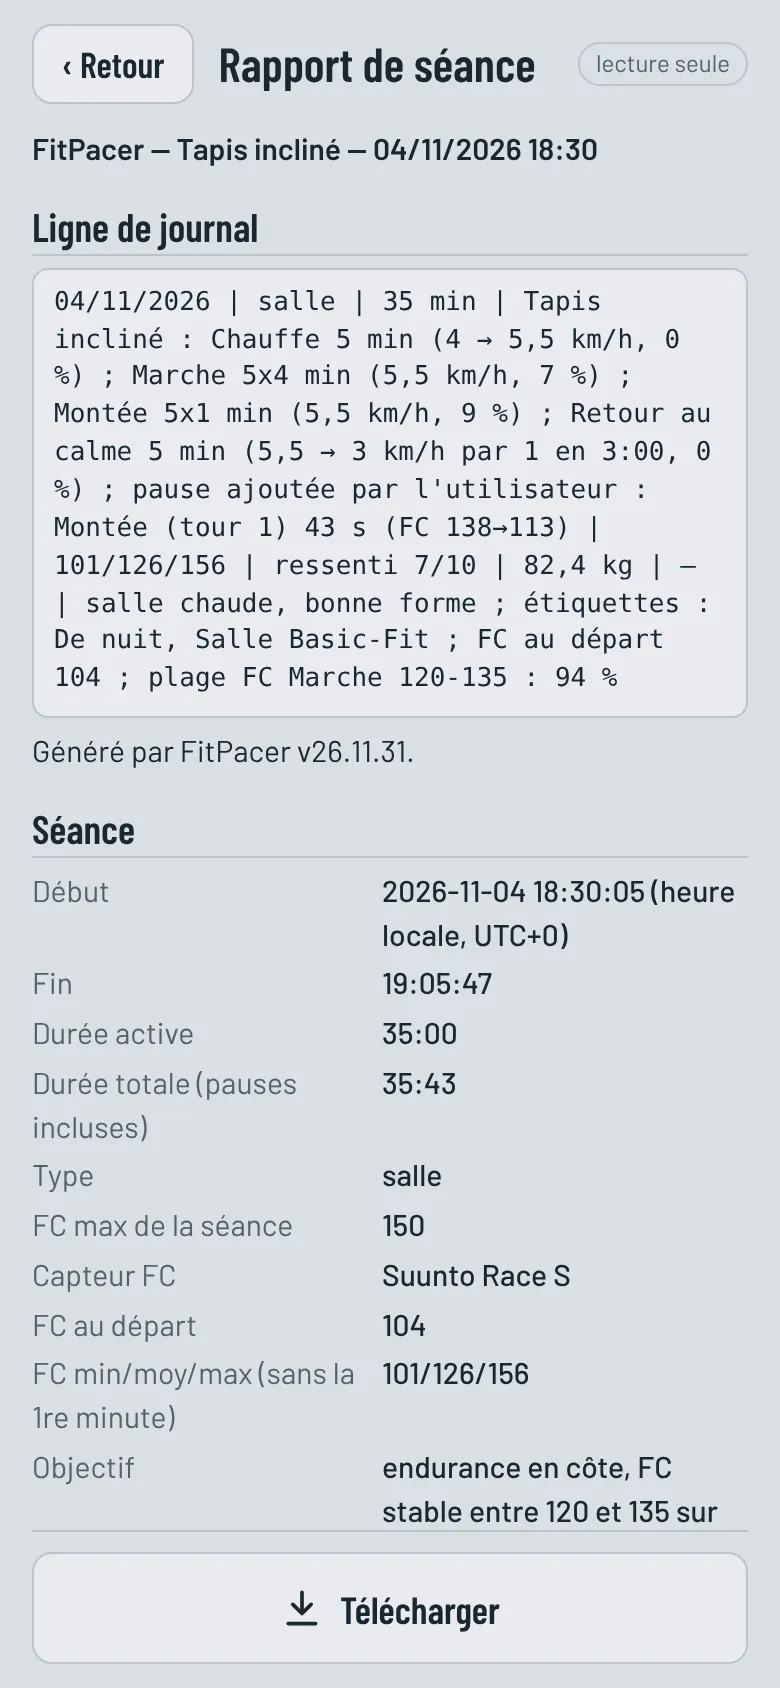 ‹ Retour
Rapport de séance
lecture seule
FitPacer — Tapis incliné — 04/11/2026 18:30
Ligne de journal
04/11/2026 | salle | 35 min | Tapis
incliné : Chauffe 5 min (4 → 5,5 km/h, 0
%) ; Marche 5x4 min (5,5 km/h, 7 %) ;
Montée 5x1 min (5,5 km/h, 9 %) ; Retour au
calme 5 min (5,5 → 3 km/h par 1 en 3:00, 0
%) ; pause ajoutée par l'utilisateur :
Montée (tour 1) 43 s (FC 138→113) |
101/126/156 | ressenti 7/10 | 82,4 kg | —
| salle chaude, bonne forme ; étiquettes :
De nuit, Salle Basic-Fit ; FC au départ
104 ; plage FC Marche 120-135 : 94 %
Généré par FitPacer v26.11.31.
Séance
Début
2026-11-04 18:30:05 (heure
locale, UTC+0)
Fin
19:05:47
Durée active
35:00
Durée totale (pauses
incluses)
35:43
Type
salle
FC max de la séance
150
Capteur FC
Suunto Race S
FC au départ
104
FC min/moy/max (sans la
1re minute)
101/126/156
Objectif
endurance en côte, FC
stable entre 120 et 135 sur
Télécharger